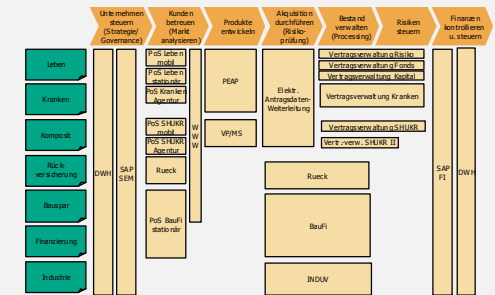 Unternehmen
steuern
(Strategie/
Governance)
Kunden
betreuen
(Markt
analysieren)
Produkte
entwickeln
Akquisition
durchführen
(Risiko-
prüfung)
Bestand
verwalten
(Processing)
Risiken
steuern
Finanzen
kontrollieren
u. steuern
Leben
Kranken
Komposit
Rück-
versicherung
Bauspar
Finanzierung
Industrie
DWH
SAP
SEM
PoS Leben
mobil
PoS Leben
stationär
PoS Kranken
Agentur
PoS SHUKR
mobil
PoS SHUKR
Agentur
Rueck
PoS BauFi
stationär
W
W
W
PEAP
VP/MS
Elektr.
Antragsdaten-
Weiterleitung
Vertragsverwaltung Risiko
Vertragsverwaltung Fonds
Vertragsverwaltung Kapital
Vertragsverwaltung Kranken
Vertragsverwaltung SHUKR
Vertr.-verw. SHUKR II
Rueck
BauFi
INDUV
SAP
FI
DWH